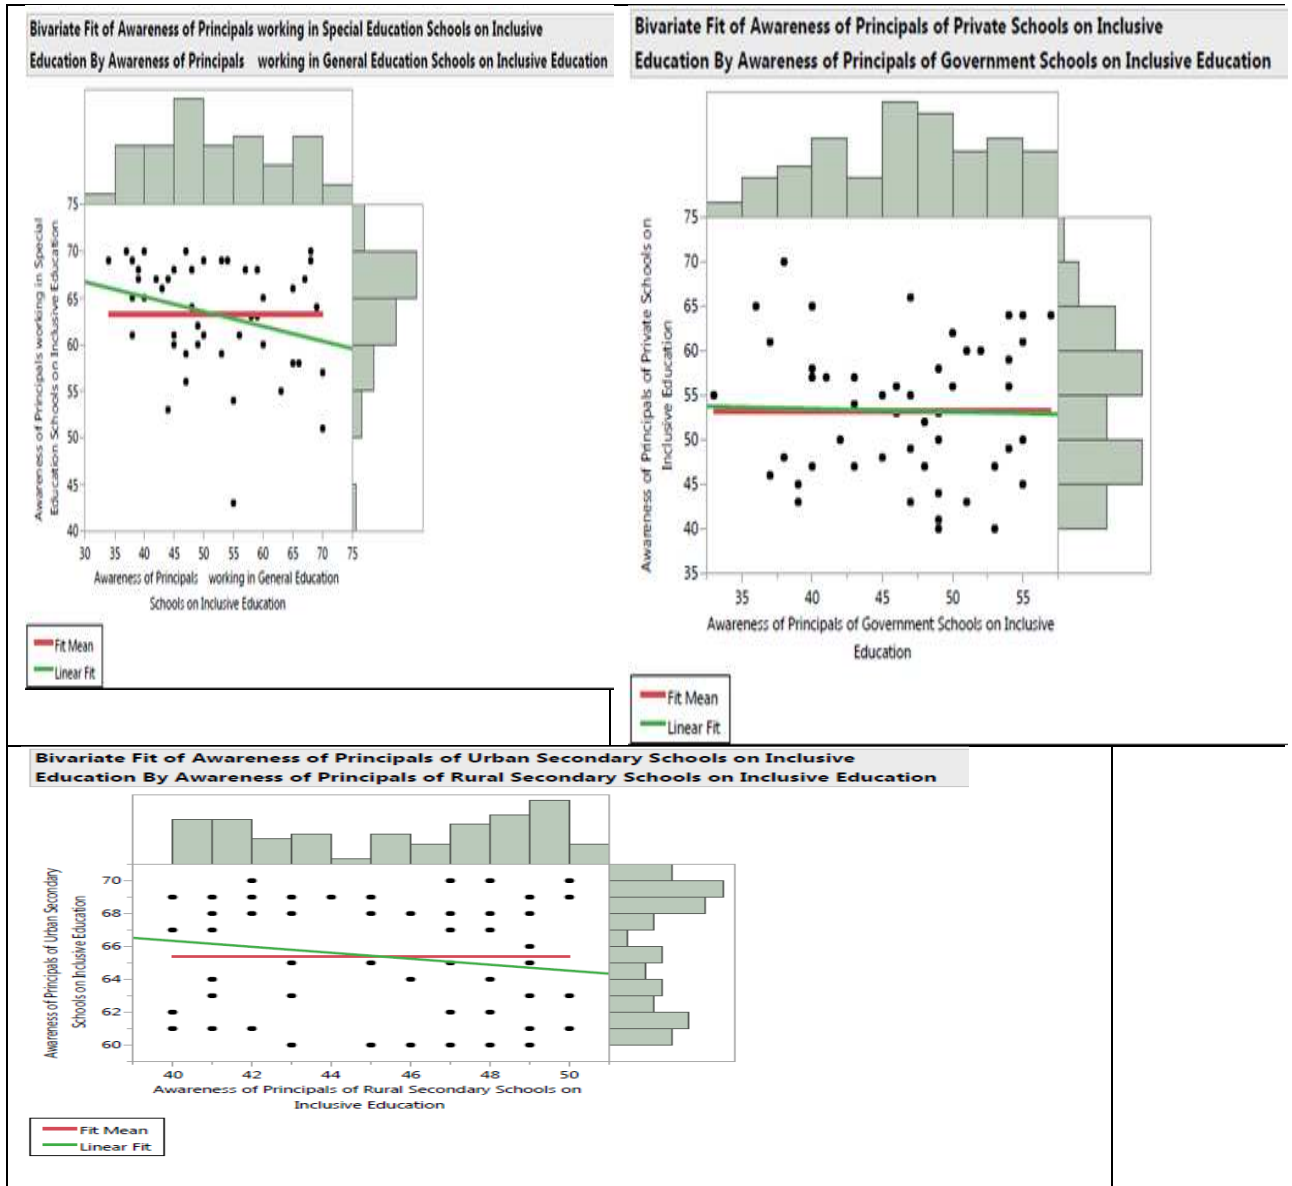 Bivariate Fit of Awareness of Principals working in Special Education Schools on Inclusive
Education By Awareness of Principals working in General Education Schools on Inclusive Education
75
70
65
60
55
50
45
40
Awareness of Principals working in Special
Education Schools on Inclusive Education
30 35 40 45 50 55 60 65 70 75
Awareness of Principals working in General Education
Schools on Inclusive Education
Fit Mean
Linear Fit
Bivariate Fit of Awareness of Principals of Private Schools on Inclusive
Education By Awareness of Principals of Government Schools on Inclusive Education
75
70
65
60
55
50
45
40
35
Awareness of Principals of Private Schools on
Inclusive Education
35 40 45 50 55
Awareness of Principals of Government Schools on Inclusive
Education
Fit Mean
Linear Fit
Bivariate Fit of Awareness of Principals of Urban Secondary Schools on Inclusive
Education By Awareness of Principals of Rural Secondary Schools on Inclusive Education
70
68
66
64
62
60
Awareness of Principals of Urban Secondary
Schools on Inclusive Education
40 42 44 46 48 50
Awareness of Principals of Rural Secondary Schools on
Inclusive Education
Fit Mean
Linear Fit